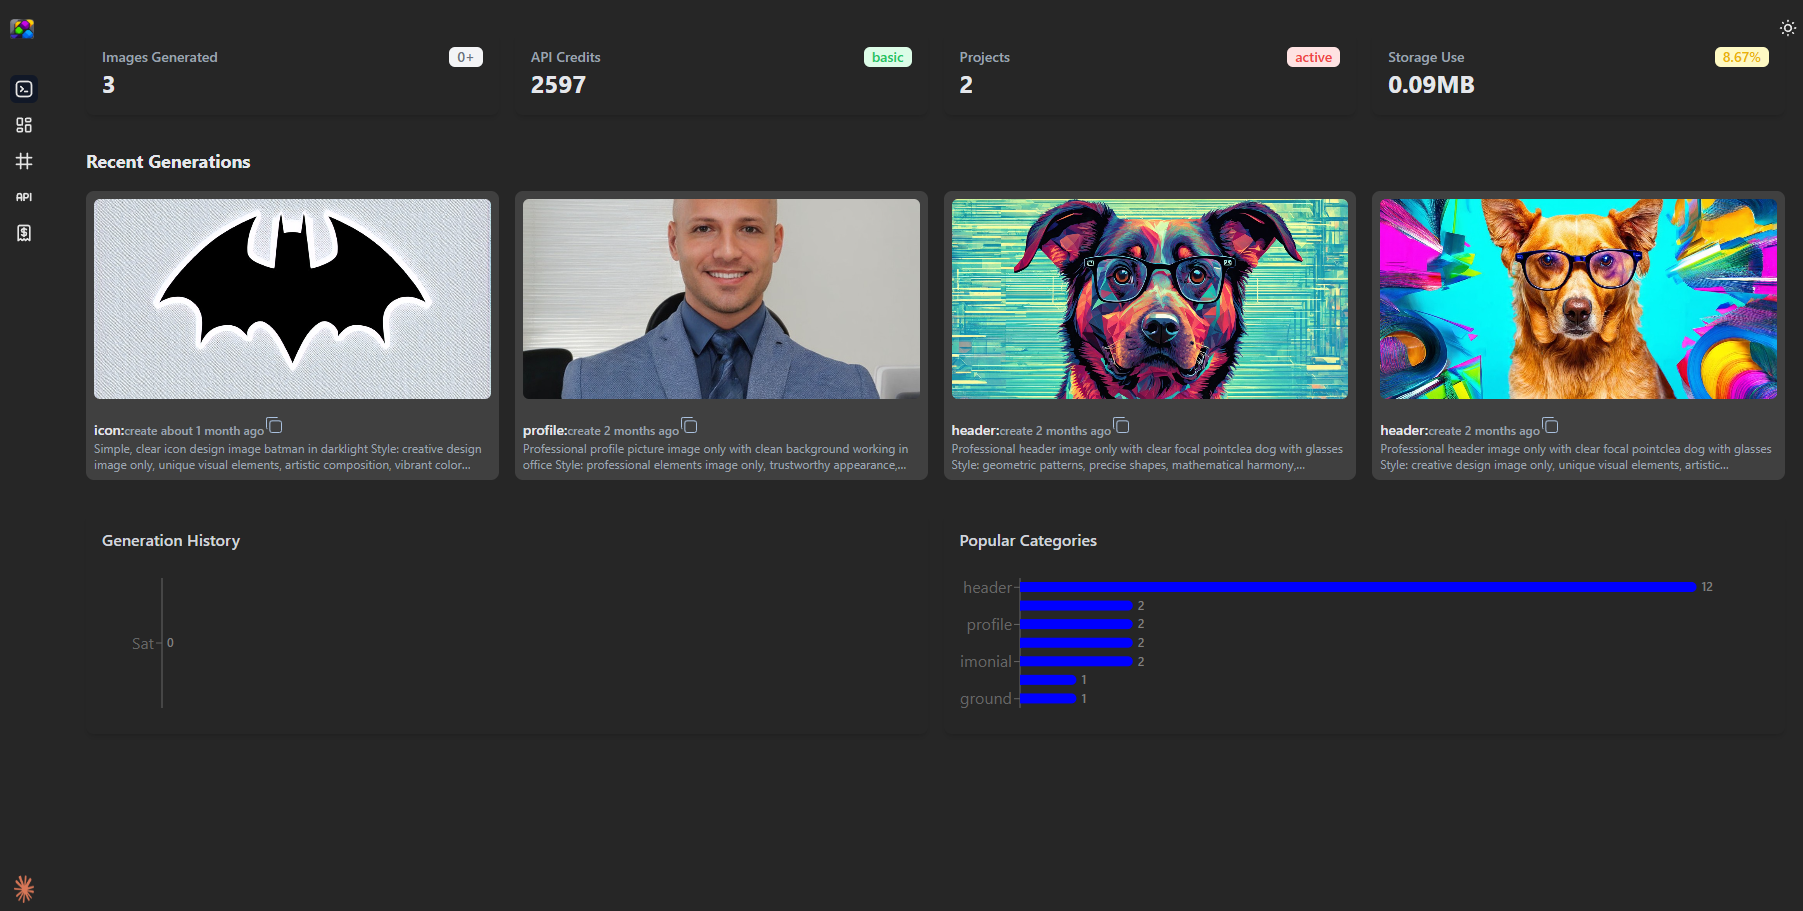 Images Generated
0+
3
API Credits
basic
2597
Projects
active
2
Storage Use
8.67%
0.09MB
API
Recent Generations
icon:create about 1 month ago
Simple, clear icon design image batman in darklight Style: creative design
image only, unique visual elements, artistic composition, vibrant color...
profile:create 2 months ago
Professional profile picture image only with clean background working in
office Style: professional elements image only, trustworthy appearance,...
header:create 2 months ago
Professional header image only with clear focal pointclea dog with glasses
Style: geometric patterns, precise shapes, mathematical harmony,...
header:create 2 months ago
Professional header image only with clear focal pointclea dog with glasses
Style: creative design image only, unique visual elements, artistic...
Generation History
Sat
0
Popular Categories
header
12
2
profile
2
2
imonial
2
1
ground
1